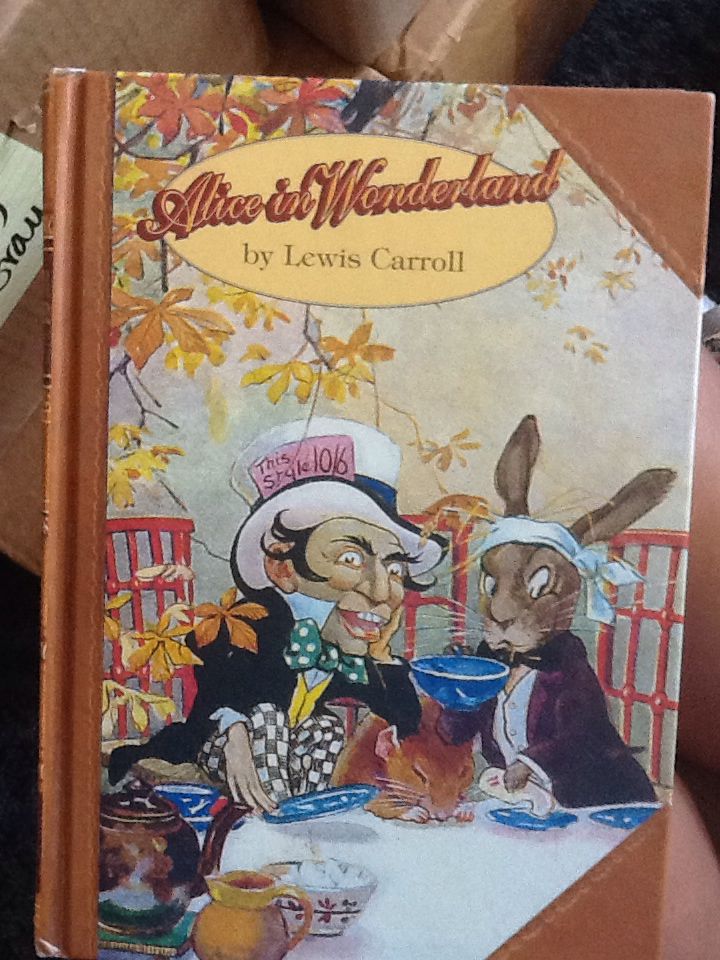 Alice in Wonderland
by Lewis Carroll
This
Style 10/6